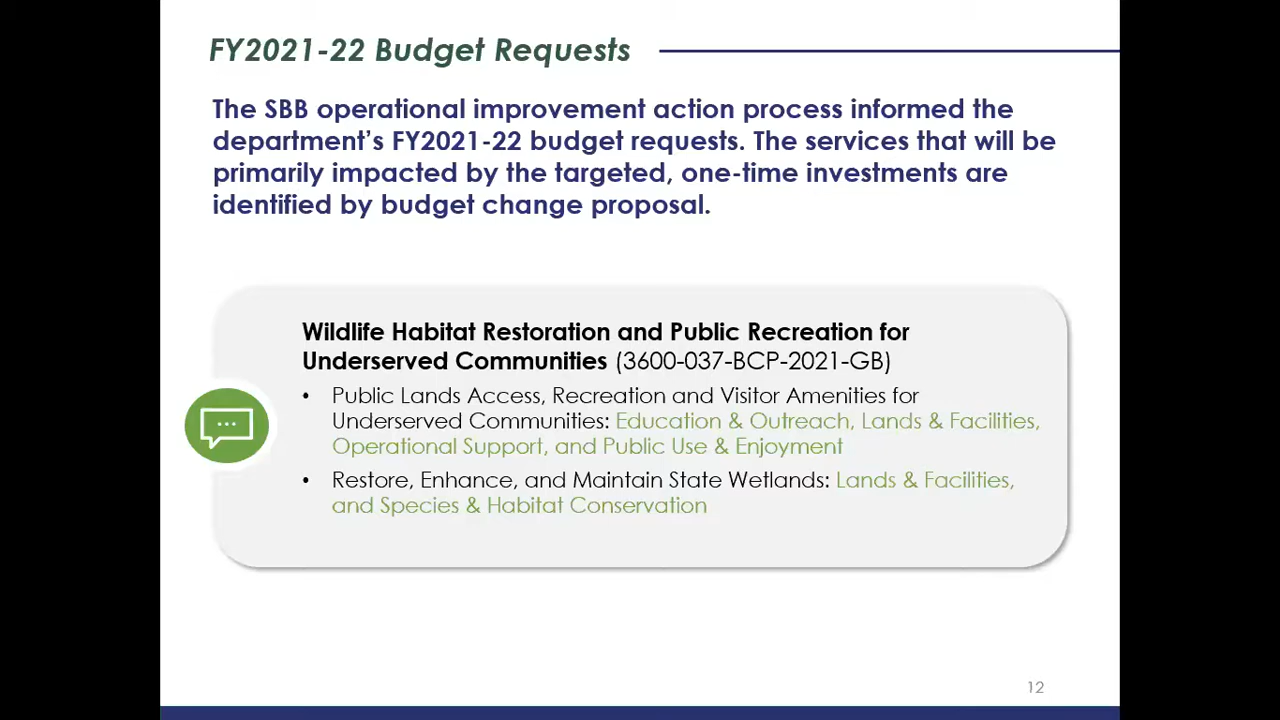 FY2021-22 Budget Requests
The SBB operational improvement action process informed the
department’s FY2021-22 budget requests. The services that will be
primarily impacted by the targeted, one-time investments are
identified by budget change proposal.
Wildlife Habitat Restoration and Public Recreation for
Underserved Communities (3600-037-BCP-2021-GB)
• Public Lands Access, Recreation and Visitor Amenities for
Underserved Communities: Education & Outreach, Lands & Facilities,
Operational Support, and Public Use & Enjoyment
• Restore, Enhance, and Maintain State Wetlands: Lands & Facilities,
and Species & Habitat Conservation
12